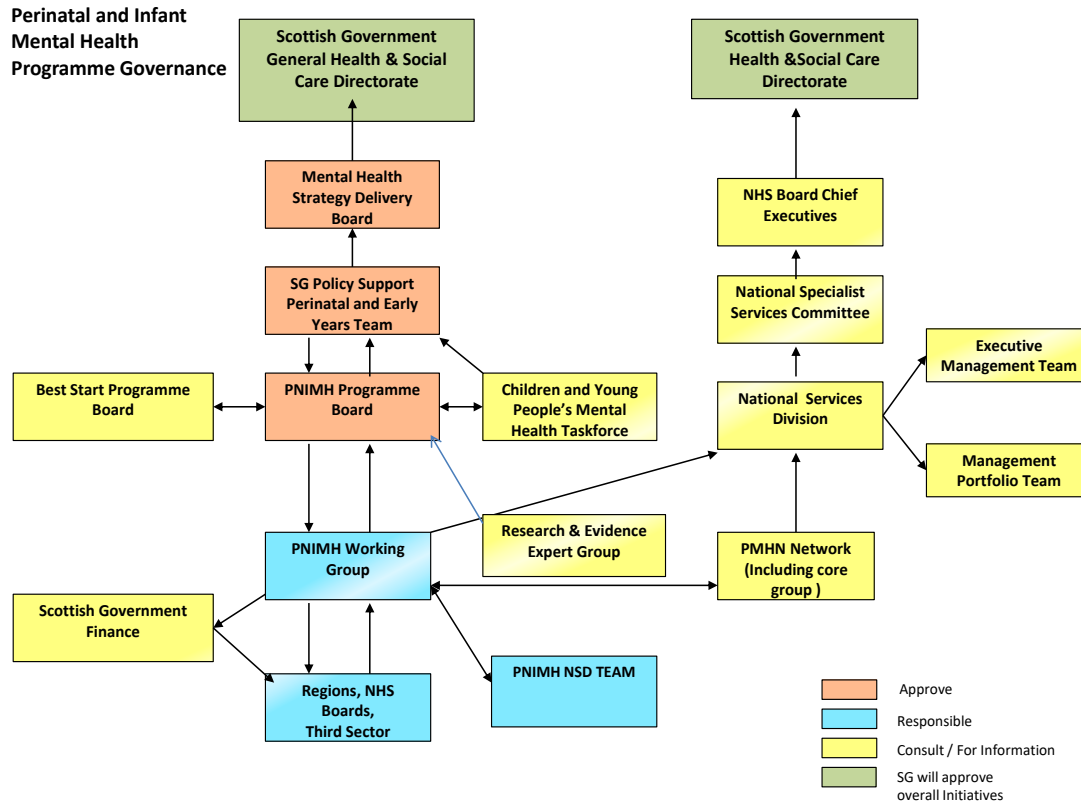 Perinatal and Infant
Mental Health
Programme Governance
Scottish Government
General Health & Social
Care Directorate
Scottish Government
Health &Social Care
Directorate
Mental Health
Strategy Delivery
Board
NHS Board Chief
Executives
SG Policy Support
Perinatal and Early
Years Team
National Specialist
Services Committee
Executive
Management Team
Best Start Programme
Board
PNIMH Programme
Board
Children and Young
People’s Mental
Health Taskforce
National Services
Division
Management
Portfolio Team
PNIMH Working
Group
Research & Evidence
Expert Group
PMHN Network
(Including core
group )
Scottish Government
Finance
Regions, NHS
Boards,
Third Sector
PNIMH NSD TEAM
Approve
Responsible
Consult / For Information
SG will approve
overall Initiatives